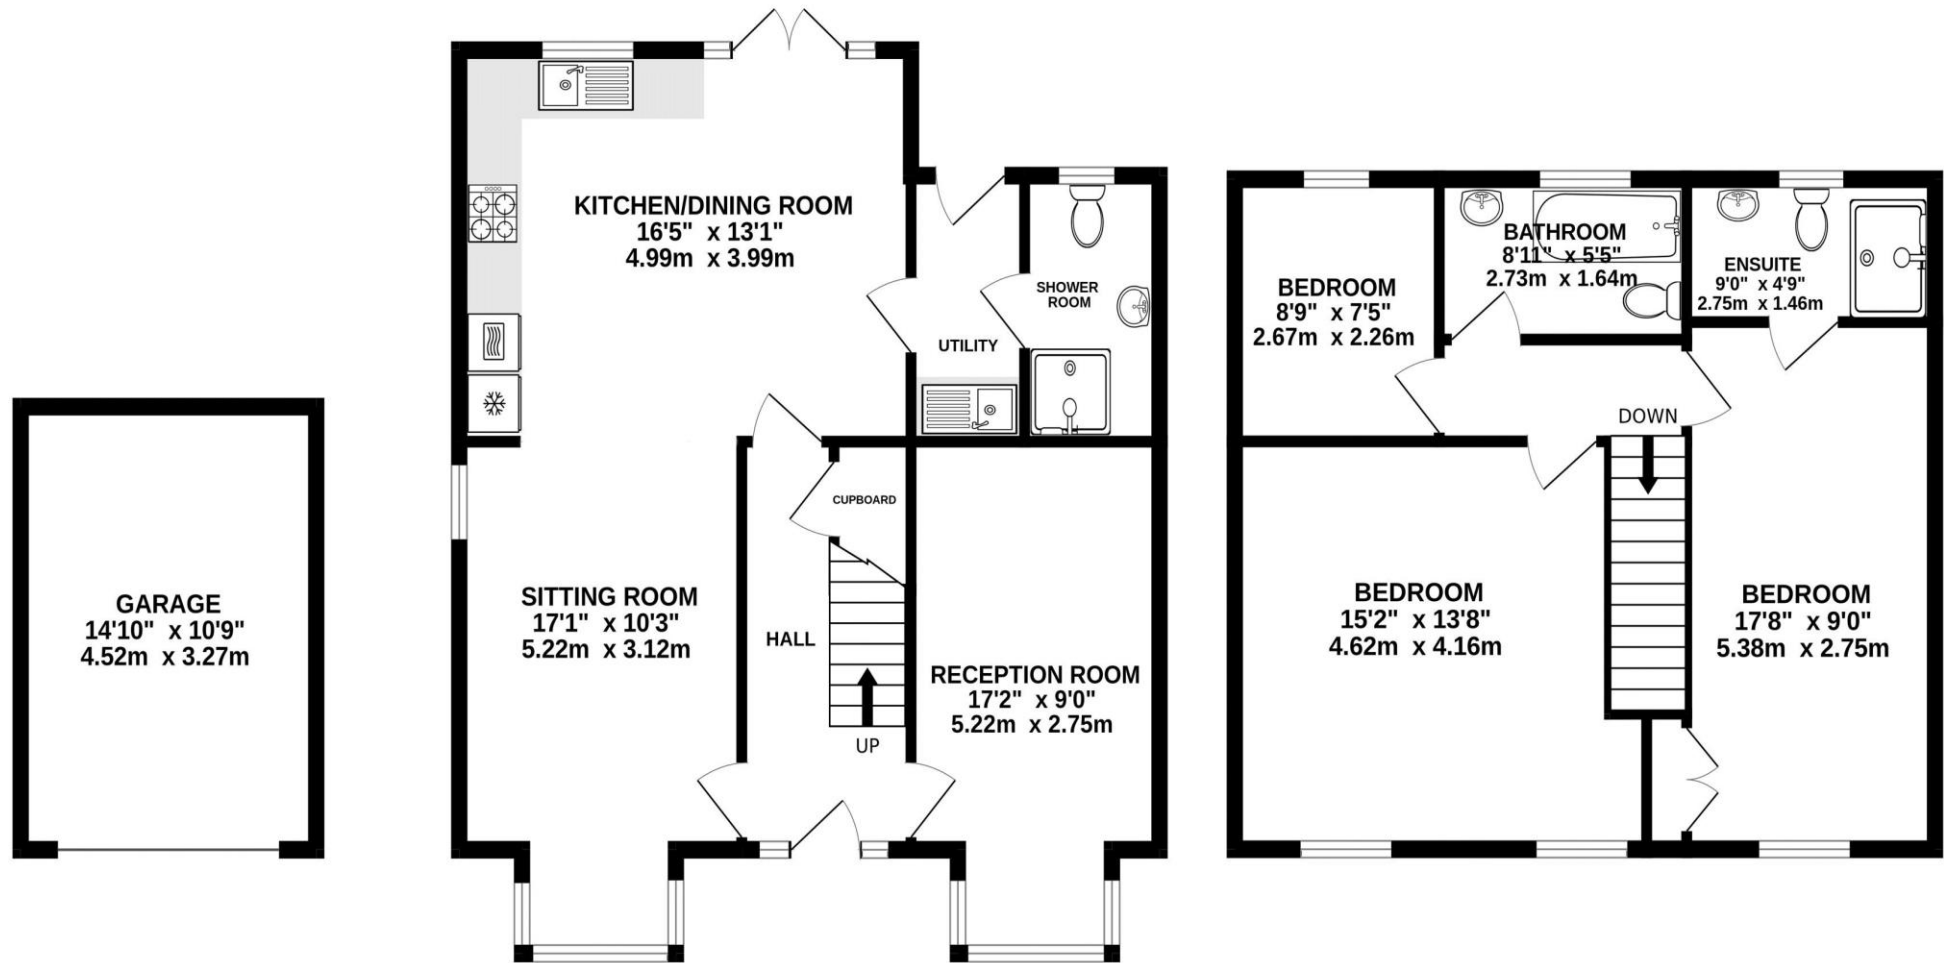 GARAGE
14'10" x 10'9"
4.52m x 3.27m
KITCHEN/DINING ROOM
16'5" x 13'1"
4.99m x 3.99m
UTILITY
SHOWER
ROOM
CUPBOARD
SITTING ROOM
17'1" x 10'3"
5.22m x 3.12m
HALL
UP
RECEPTION ROOM
17'2" x 9'0"
5.22m x 2.75m
BEDROOM
8'9" x 7'5"
2.67m x 2.26m
BATHROOM
8'11" x 5'5"
2.73m x 1.64m
ENSUITE
9'0" x 4'9"
2.75m x 1.46m
DOWN
BEDROOM
15'2" x 13'8"
4.62m x 4.16m
BEDROOM
17'8" x 9'0"
5.38m x 2.75m